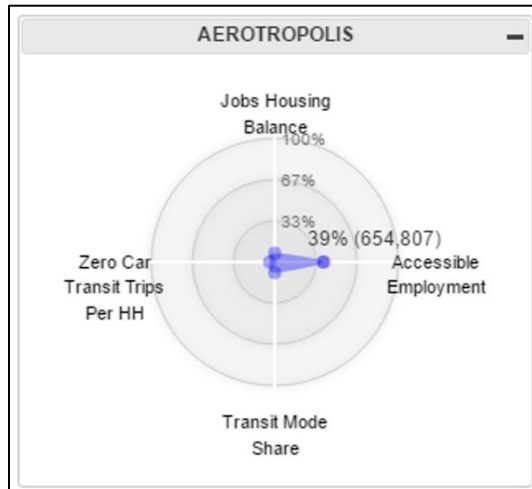 AEROTROPOLIS
Jobs Housing
Balance
100%
67%
33%
39% (654,807)
Zero Car
Transit Trips
Per HH
Accessible
Employment
Transit Mode
Share